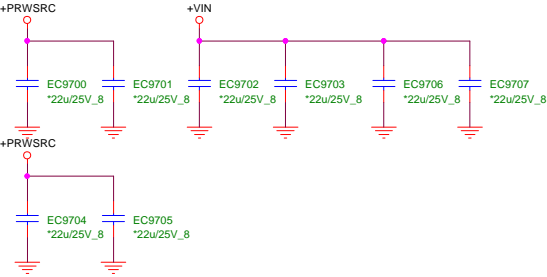 +PRWSRC
+VIN
EC9700
*22u/25V_8
EC9701
*22u/25V_8
EC9702
*22u/25V_8
EC9703
*22u/25V_8
EC9706
*22u/25V_8
EC9707
*22u/25V_8
+PRWSRC
EC9704
*22u/25V_8
EC9705
*22u/25V_8